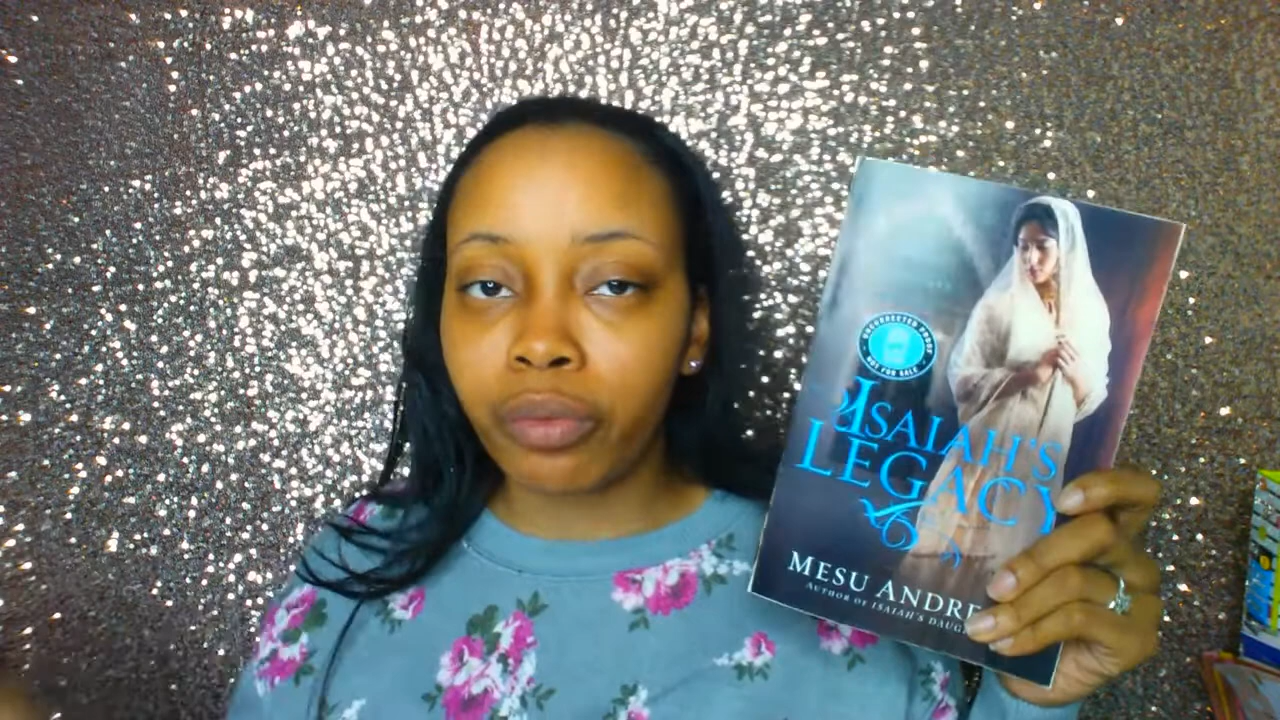 UNCORRECTED PROOF
NOT FOR SALE
ISAIAH'S
LEGACY
MESU ANDRE
AUTHOR OF ISAIAH'S DAUG